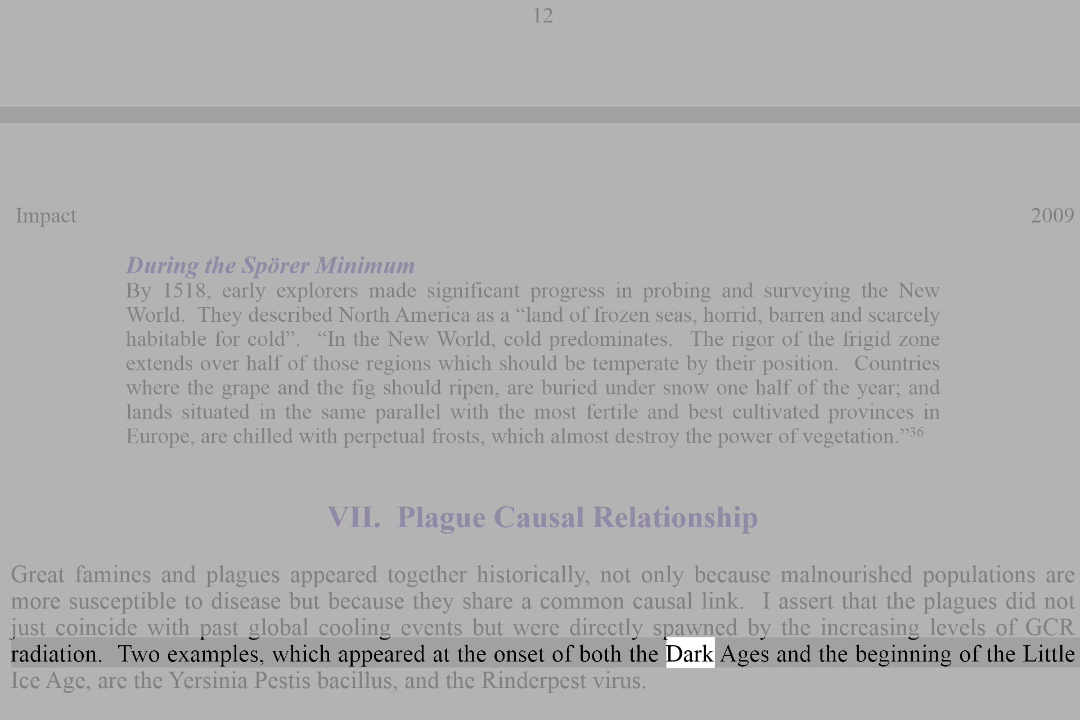 12
Impact 2009
During the Spörer Minimum
By 1518, early explorers made significant progress in probing and surveying the New
World. They described North America as a “land of frozen seas, horrid, barren and scarcely
habitable for cold”. “In the New World, cold predominates. The rigor of the frigid zone
extends over half of those regions which should be temperate by their position. Countries
where the grape and the fig should ripen, are buried under snow one half of the year; and
lands situated in the same parallel with the most fertile and best cultivated provinces in
Europe, are chilled with perpetual frosts, which almost destroy the power of vegetation.”36
VII. Plague Causal Relationship
Great famines and plagues appeared together historically, not only because malnourished populations are
more susceptible to disease but because they share a common causal link. I assert that the plagues did not
just coincide with past global cooling events but were directly spawned by the increasing levels of GCR
radiation. Two examples, which appeared at the onset of both the Dark Ages and the beginning of the Little
Ice Age, are the Yersinia Pestis bacillus, and the Rinderpest virus.